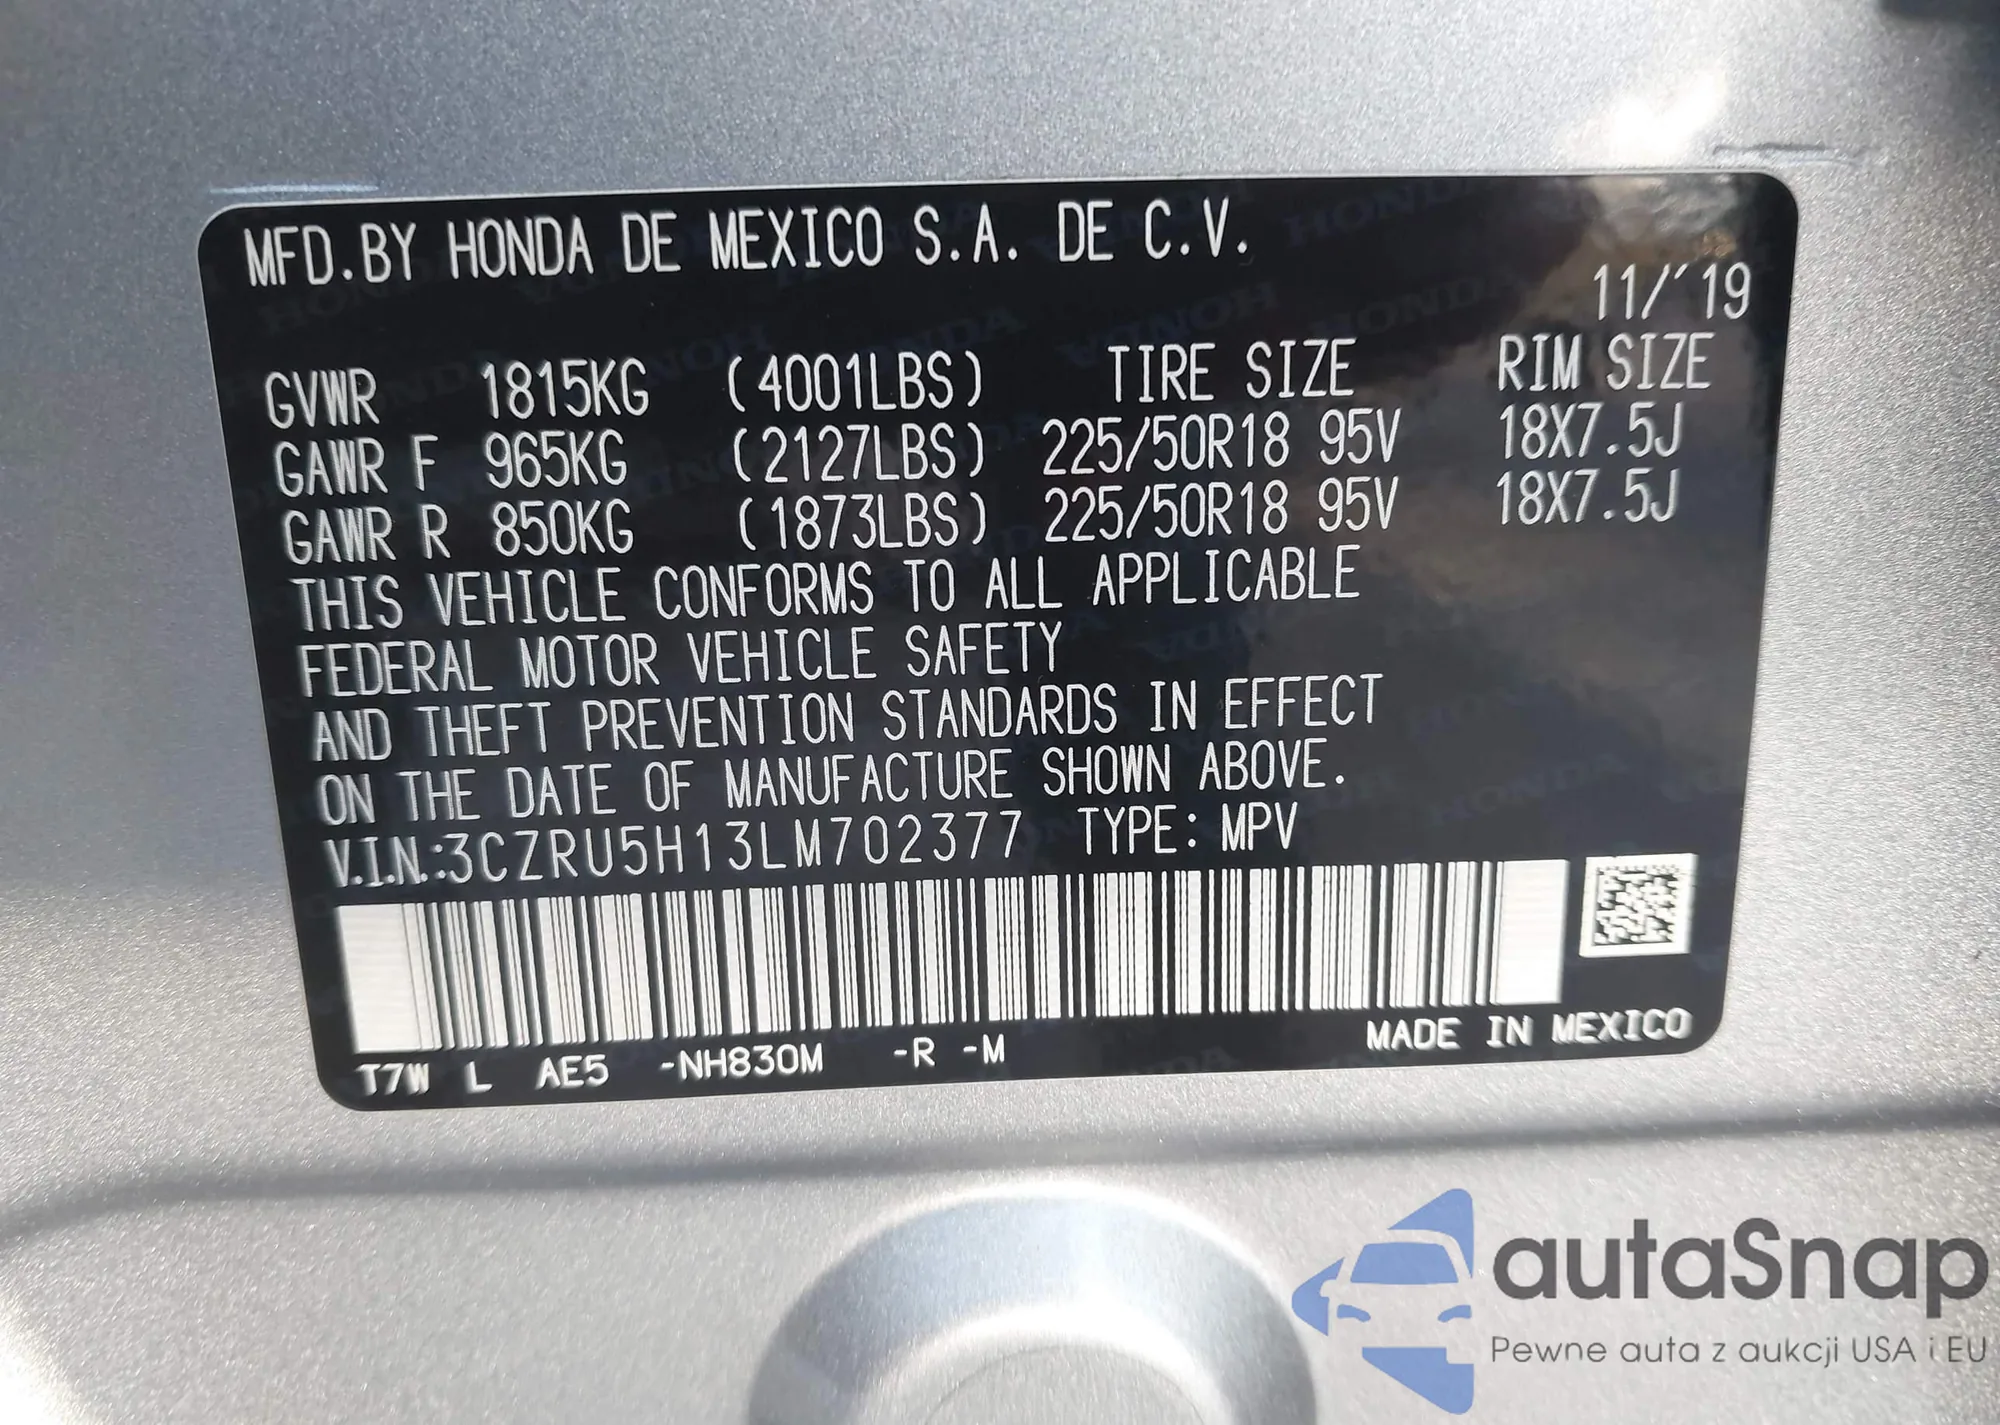 MFD.BY HONDA DE MEXICO S.A. DE C.V.
11/'19
GVWR 1815KG (4001LBS) TIRE SIZE RIM SIZE
GAWR F 965KG (2127LBS) 225/50R18 95V 18X7.5J
GAWR R 850KG (1873LBS) 225/50R18 95V 18X7.5J
THIS VEHICLE CONFORMS TO ALL APPLICABLE
FEDERAL MOTOR VEHICLE SAFETY
AND THEFT PREVENTION STANDARDS IN EFFECT
ON THE DATE OF MANUFACTURE SHOWN ABOVE.
V.I.N.:3CZRU5H13LM702377 TYPE: MPV
T7W L AE5 -NH830M -R -M MADE IN MEXICO
autaSnap
Pewne auta z aukcji USA i EU